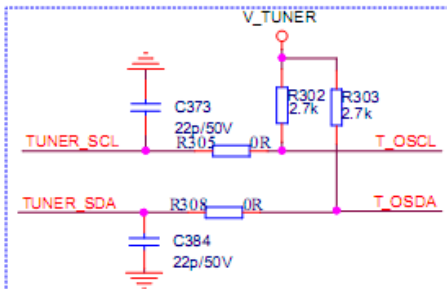 V_TUNER
C373
22p/50V
R302
2.7k
R303
2.7k
TUNER_SCL
R305
0R
T_OSCL
TUNER_SDA
R308
0R
T_OSDA
C384
22p/50V